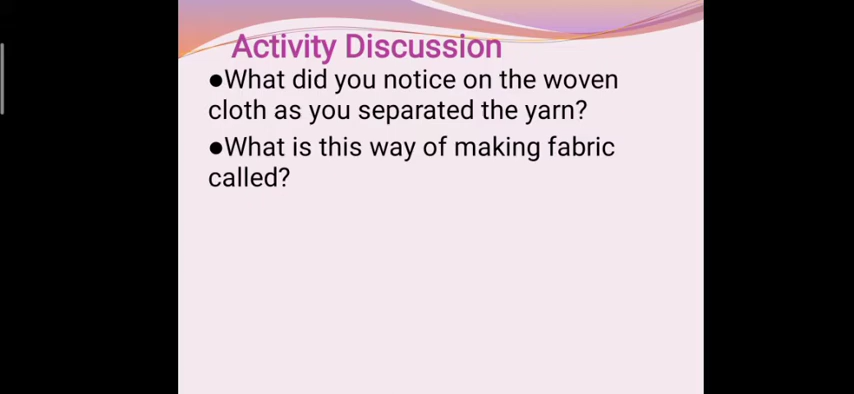 Activity Discussion
●What did you notice on the woven
cloth as you separated the yarn?
●What is this way of making fabric
called?